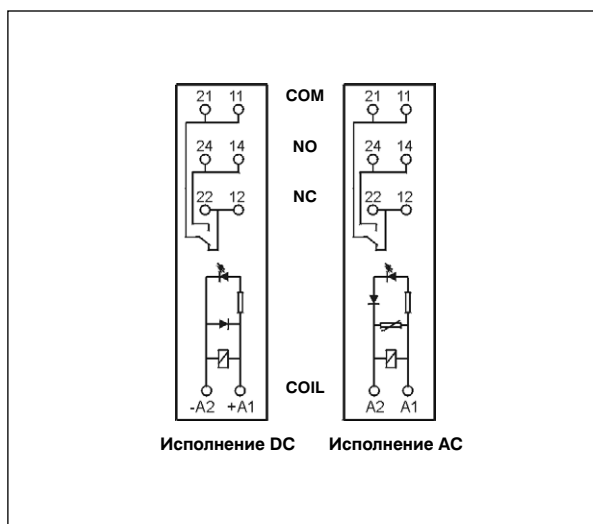 21 11 COM 21 11
24 14 NO 24 14
22 12 NC 22 12
COIL
-A2 +A1 A2 A1
Исполнение DC Исполнение AC